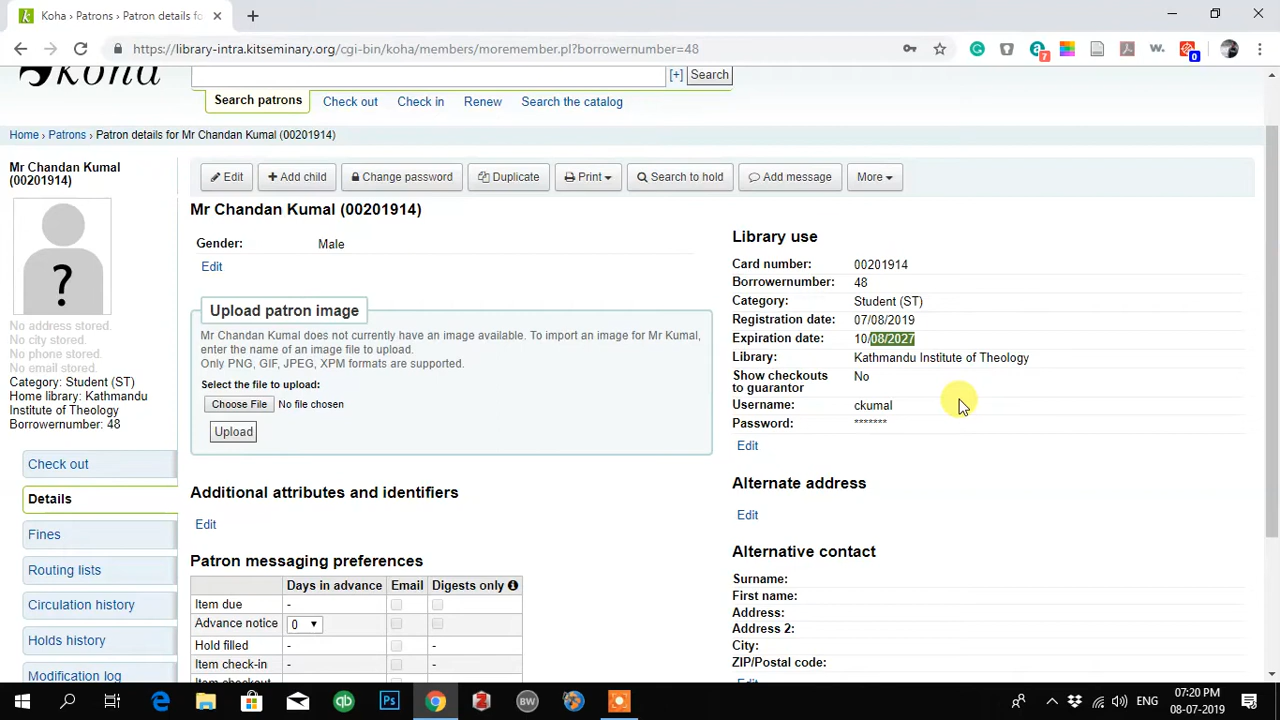 Koha › Patrons › Patron details fo
https://library-intra.kitseminary.org/cgi-bin/koha/members/moremember.pl?borrowernumber=48
7
w.
0
koha
[+] Search
Search patrons Check out Check in Renew Search the catalog
Home › Patrons › Patron details for Mr Chandan Kumal (00201914)
Mr Chandan Kumal
(00201914)
?
No address stored.
No city stored.
No phone stored.
No email stored.
Category: Student (ST)
Home library: Kathmandu
Institute of Theology
Borrowernumber: 48
Check out
Details
Fines
Routing lists
Circulation history
Holds history
Modification log
Edit + Add child Change password Duplicate Print Search to hold Add message More
Mr Chandan Kumal (00201914)
Gender: Male
Edit
Upload patron image
Mr Chandan Kumal does not currently have an image available. To import an image for Mr Kumal,
enter the name of an image file to upload.
Only PNG, GIF, JPEG, XPM formats are supported.
Select the file to upload:
Choose File No file chosen
Upload
Additional attributes and identifiers
Edit
Patron messaging preferences
Days in advance Email Digests only
Item due -
Advance notice 0
Hold filled - -
Item check-in - -
Item checkout
Library use
Card number: 00201914
Borrowernumber: 48
Category: Student (ST)
Registration date: 07/08/2019
Expiration date: 10/08/2027
Library: Kathmandu Institute of Theology
Show checkouts No
to guarantor
Username: ckumal
Password: *******
Edit
Alternate address
Edit
Alternative contact
Surname:
First name:
Address:
Address 2:
City:
ZIP/Postal code:
qb
Ps
Z
BW
ENG
07:20 PM
08-07-2019